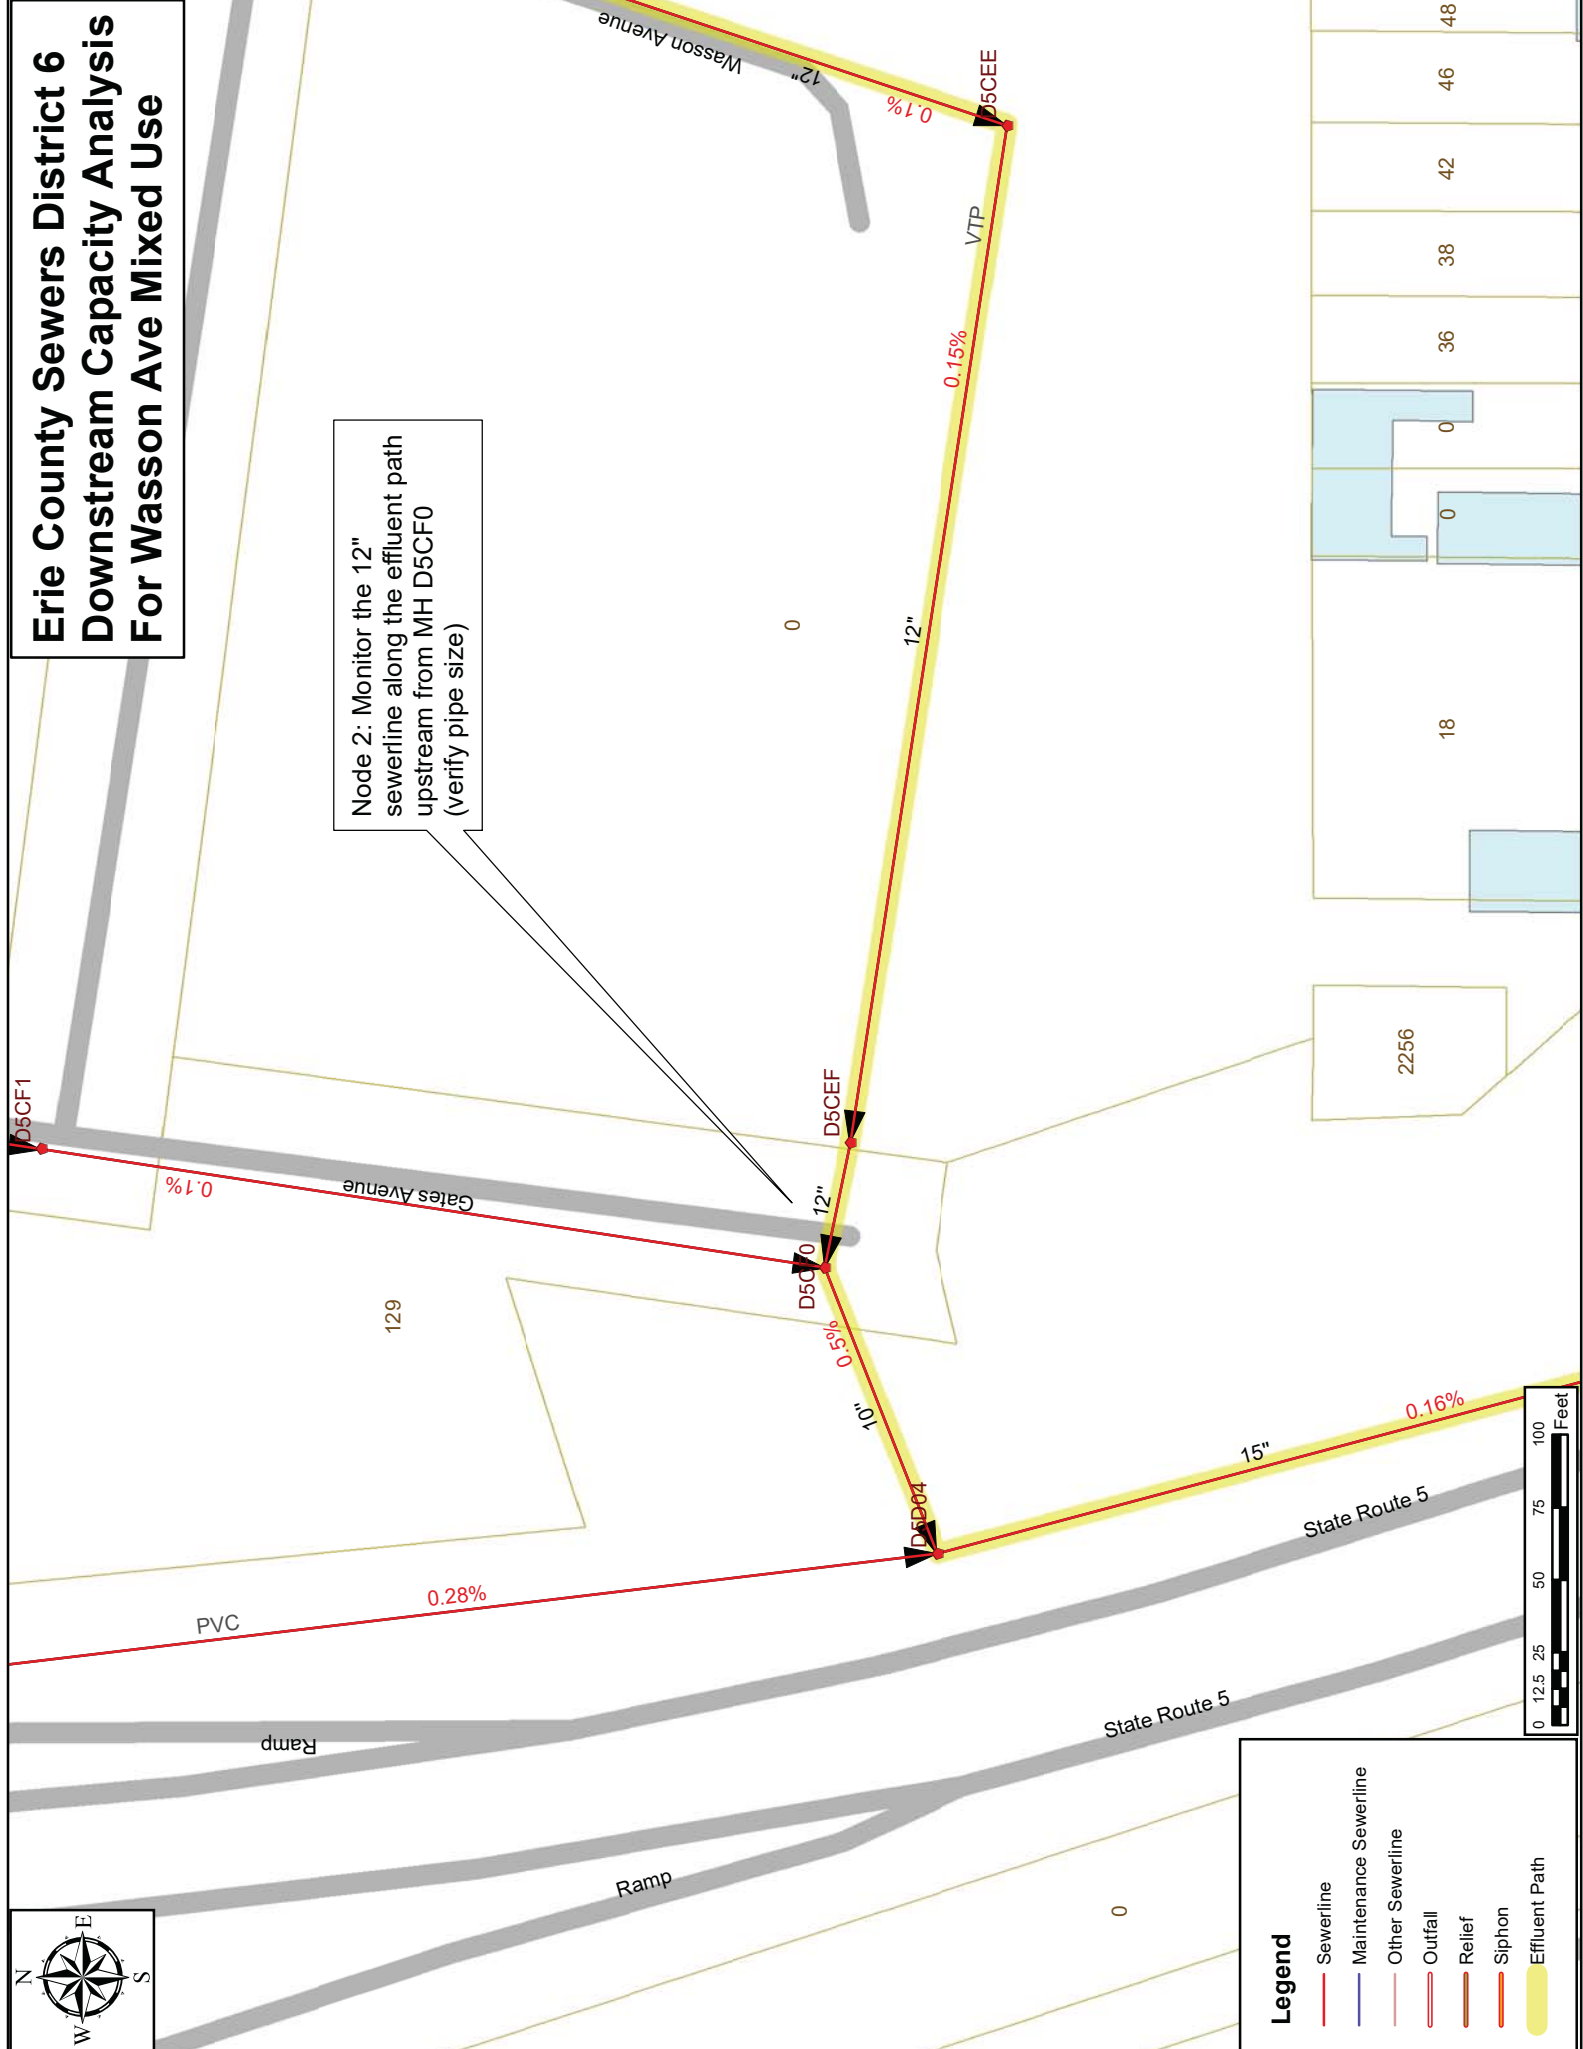 Erie County Sewers District 6
Downstream Capacity Analysis
For Wasson Ave Mixed Use
Node 2: Monitor the 12"
sewerline along the effluent path
upstream from MH D5CF0
(verify pipe size)
N
W
E
S
Ramp
Ramp
PVC
0.28%
129
D5CF1
0.1%
Gates Avenue
D5CF0
0.5%
10"
D5D04
12"
D5CEF
12"
0.15%
VTP
D5CEE
0.1%
12"
Wasson Avenue
0
15"
0.16%
State Route 5
State Route 5
0
2256
18
0
0
36
38
42
46
48
Legend
Sewerline
Maintenance Sewerline
Other Sewerline
Outfall
Relief
Siphon
Effluent Path
0 12.5 25 50 75 100
Feet